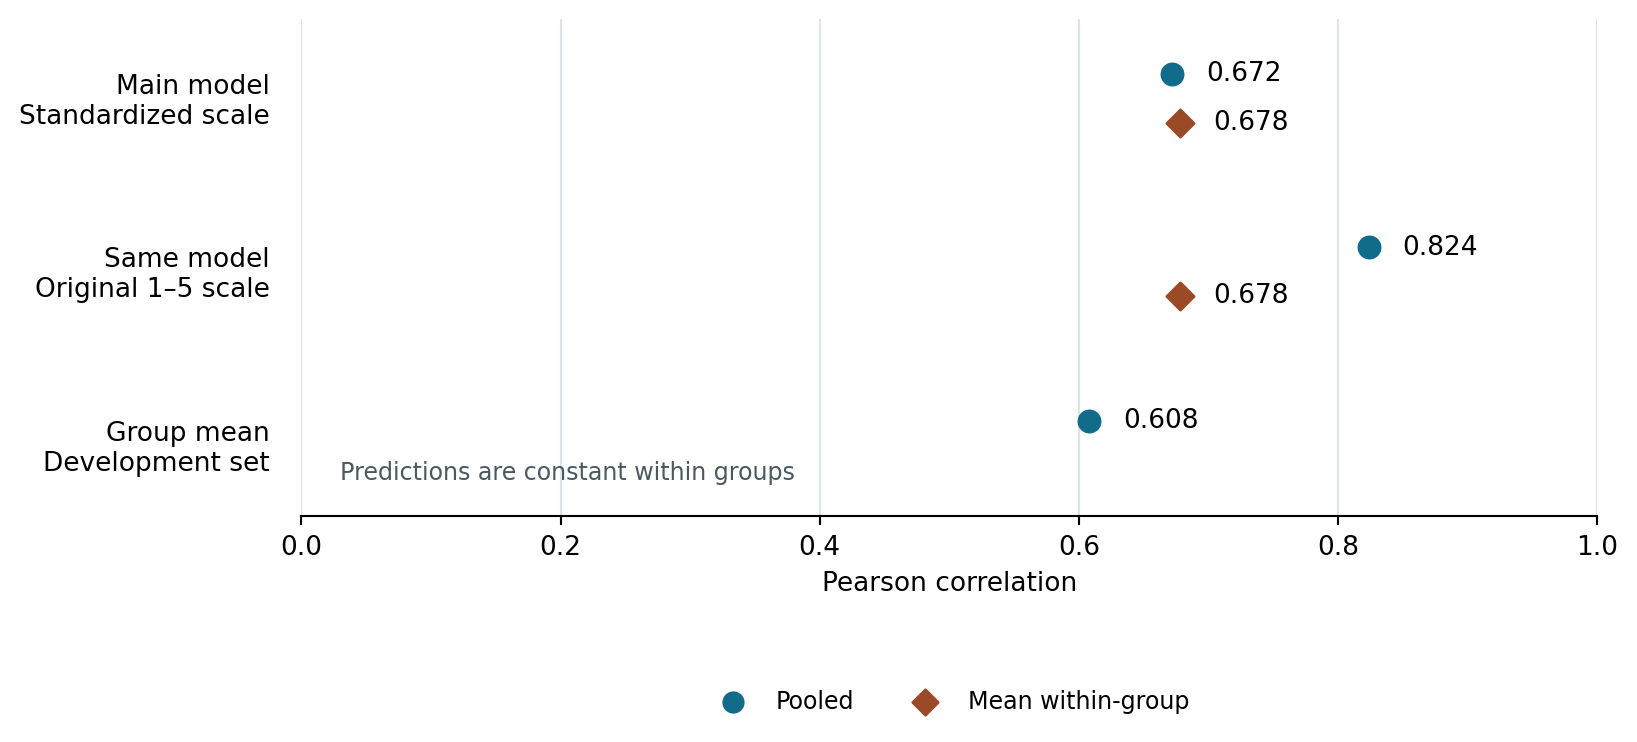 Main model
Standardized scale
0.672
0.678
Same model
Original 1–5 scale
0.824
0.678
Group mean
Development set
0.608
Predictions are constant within groups
0.0 0.2 0.4 0.6 0.8 1.0
Pearson correlation
Pooled Mean within-group